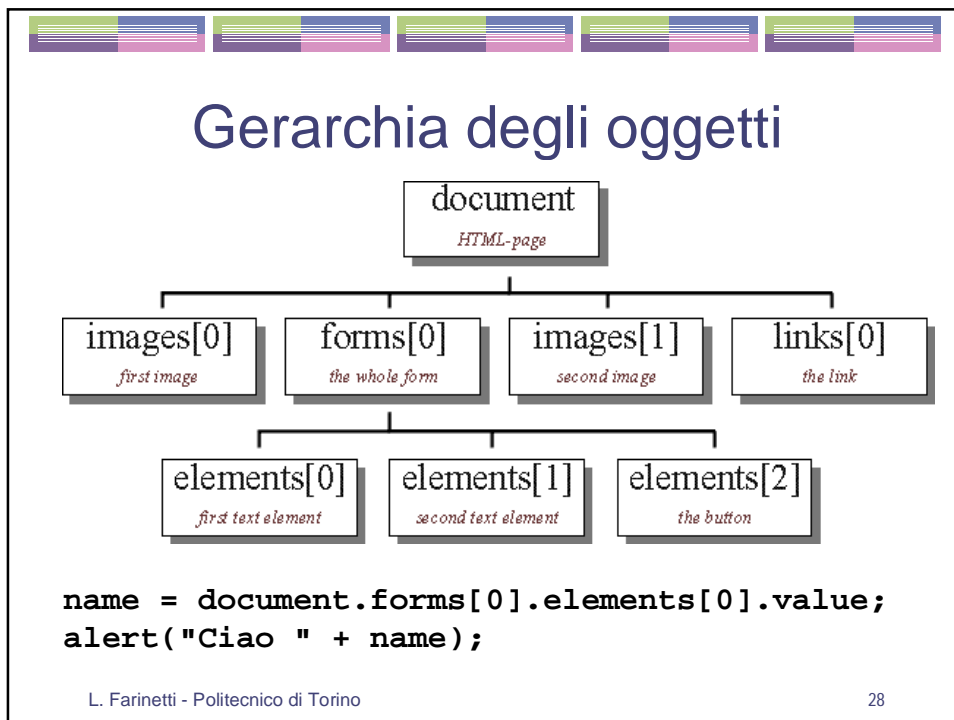 Gerarchia degli oggetti
document
HTML-page
images[0] forms[0] images[1] links[0]
first image the whole form second image the link
elements[0] elements[1] elements[2]
first text element second text element the button
name = document.forms[0].elements[0].value;
alert("Ciao " + name);
L. Farinetti - Politecnico di Torino 28